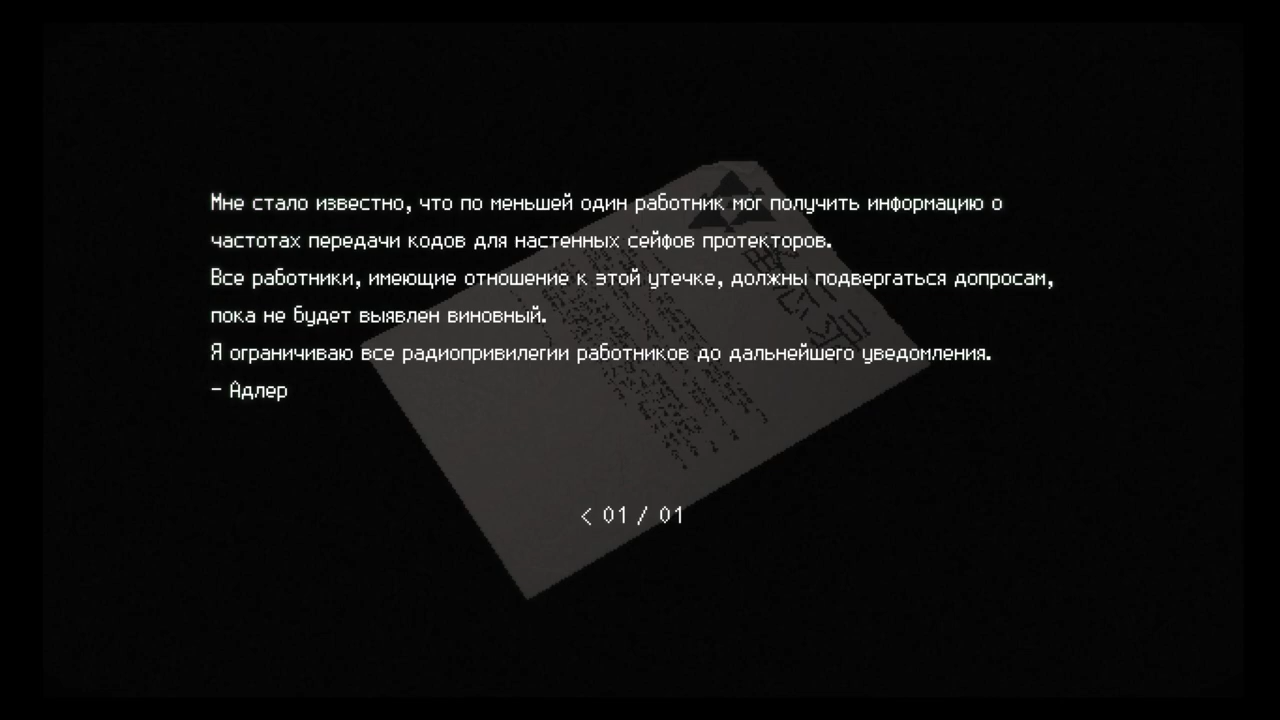 Мне стало известно, что по меньшей один работник мог получить информацию о
частотах передачи кодов для настенных сейфов протекторов.
Все работники, имеющие отношение к этой утечке, должны подвергаться допросам,
пока не будет выявлен виновный.
Я ограничиваю все радиопривилегии работников до дальнейшего уведомления.
- Адлер
< 01 / 01